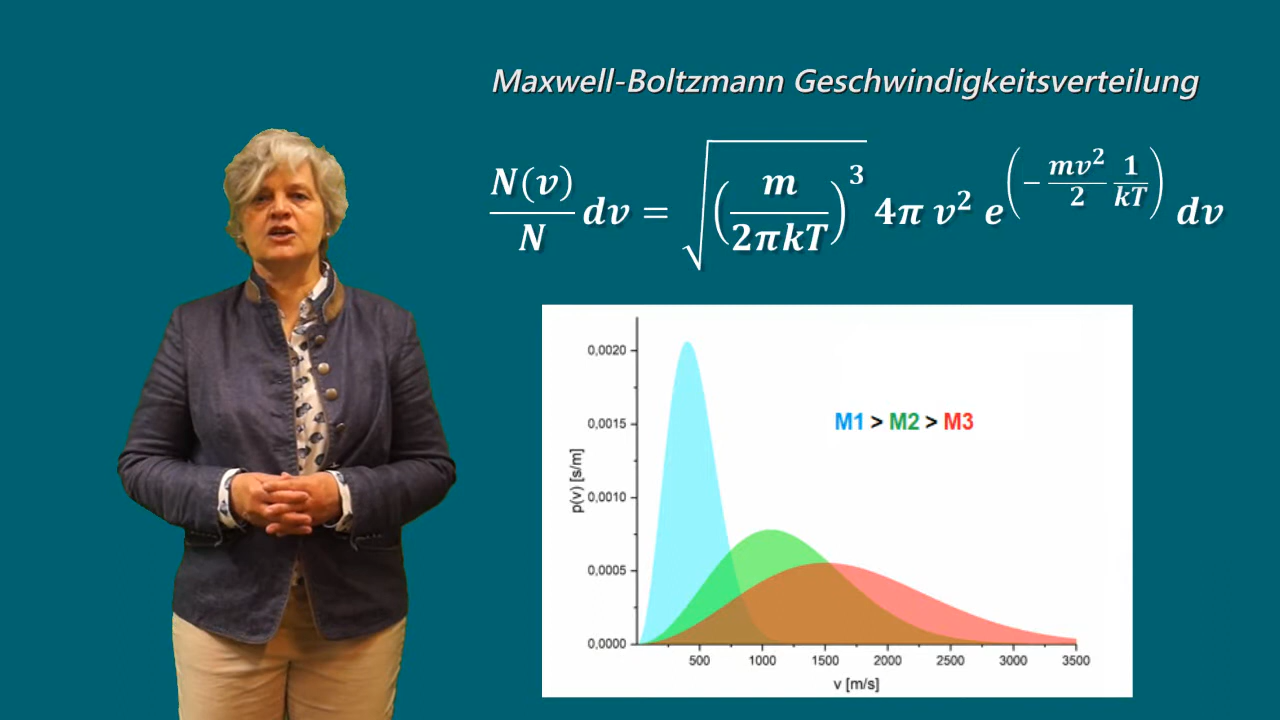 Maxwell-Boltzmann Geschwindigkeitsverteilung
N(v)/N dv = √(m/2πkT)³ 4π v² e^(− mv²/2 1/kT) dv
0,0020
M1 > M2 > M3
0,0015
0,0010
p(v) [s/m]
0,0005
0,0000
500 1000 1500 2000 2500 3000 3500
v [m/s]